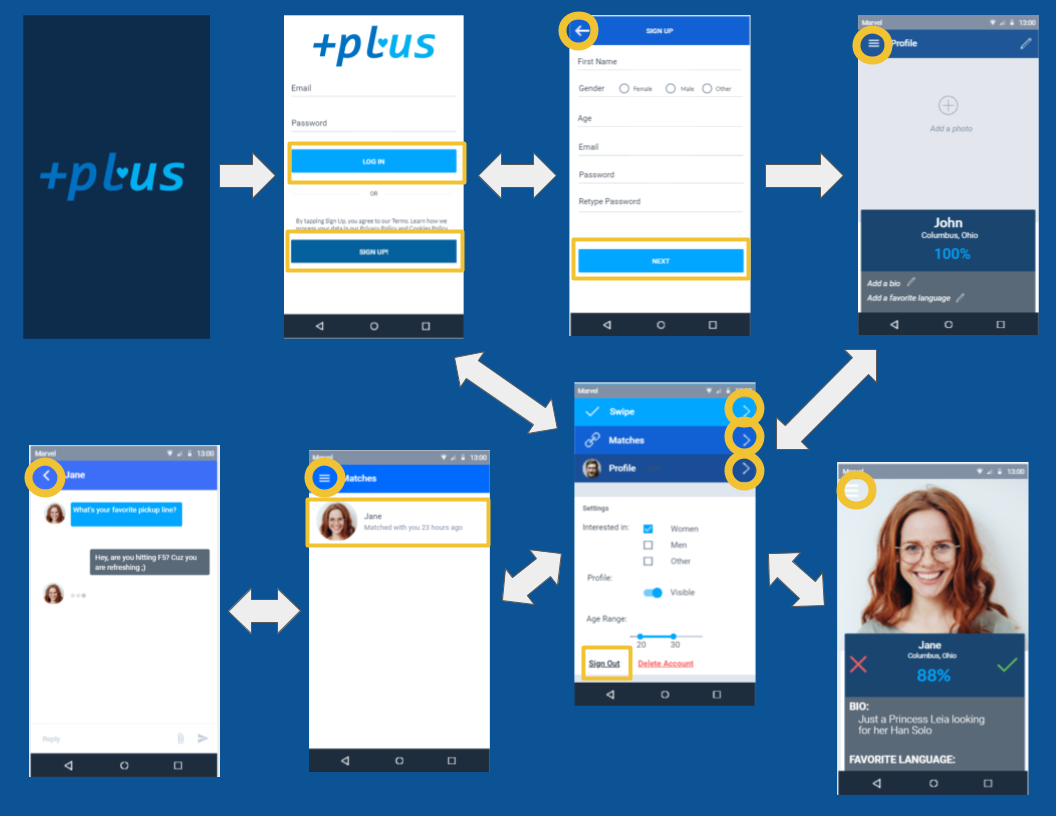 +plus
+plus
Email
Password
LOG IN
OR
By tapping Sign Up, you agree to our Terms. Learn how we
process your data in our Privacy Policy and Cookies Policy.
SIGN UP!
SIGN UP
First Name
Gender Female Male Other
Age
Email
Password
Retype Password
NEXT
Marvel 13:00
Profile
Add a photo
John
Columbus, Ohio
100%
Add a bio
Add a favorite language
Marvel 13:00
Jane
What's your favorite pickup line?
Hey, are you hitting F5? Cuz you
are refreshing ;)
Reply
Marvel 13:00
Matches
Jane
Matched with you 23 hours ago
Marvel
Swipe
Matches
Profile
Settings
Interested in: Women
Men
Other
Profile:
Visible
Age Range:
20 30
Sign Out Delete Account
Marvel 13:00
Jane
Columbus, Ohio
88%
BIO:
Just a Princess Leia looking
for her Han Solo
FAVORITE LANGUAGE: